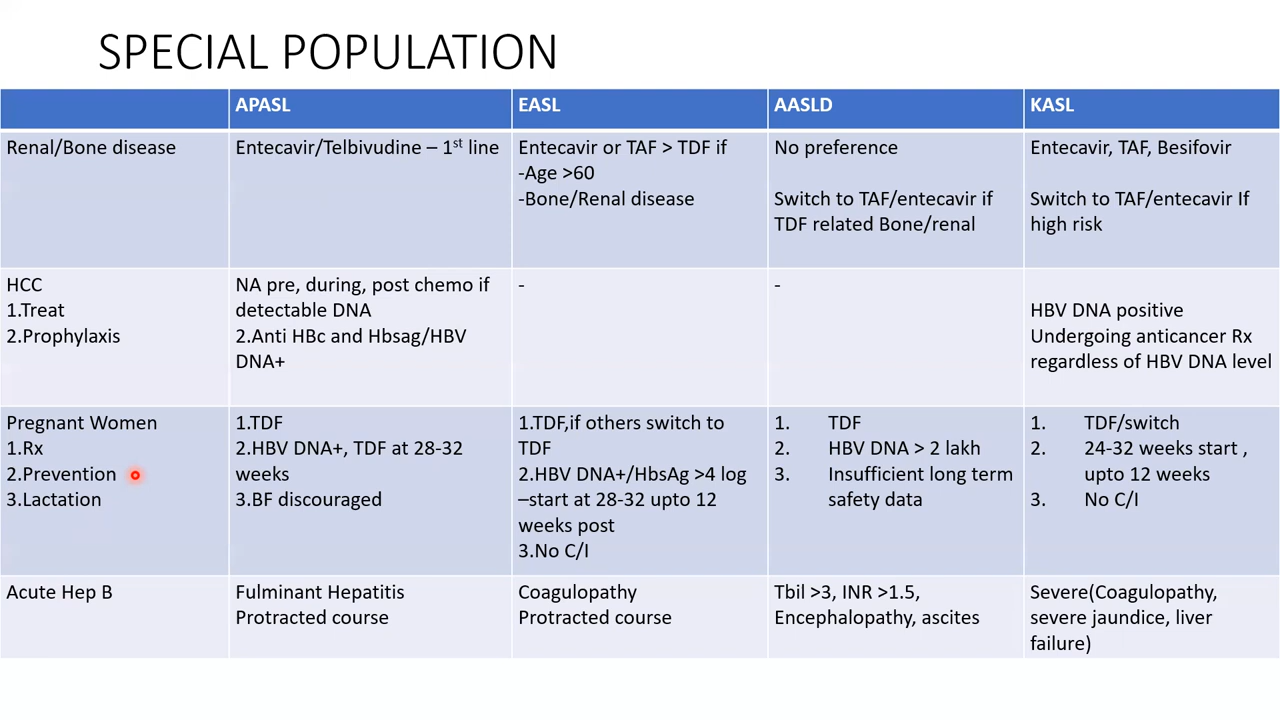 SPECIAL POPULATION
APASL
EASL
AASLD
KASL
Renal/Bone disease
Entecavir/Telbivudine – 1st line
Entecavir or TAF > TDF if
-Age >60
-Bone/Renal disease
No preference
Switch to TAF/entecavir if
TDF related Bone/renal
Entecavir, TAF, Besifovir
Switch to TAF/entecavir If
high risk
HCC
1.Treat
2.Prophylaxis
NA pre, during, post chemo if
detectable DNA
2.Anti HBc and Hbsag/HBV
DNA+
-
-
HBV DNA positive
Undergoing anticancer Rx
regardless of HBV DNA level
Pregnant Women
1.Rx
2.Prevention
3.Lactation
1.TDF
2.HBV DNA+, TDF at 28-32
weeks
3.BF discouraged
1.TDF,if others switch to
TDF
2.HBV DNA+/HbsAg >4 log
–start at 28-32 upto 12
weeks post
3.No C/I
1. TDF
2. HBV DNA > 2 lakh
3. Insufficient long term
safety data
1. TDF/switch
2. 24-32 weeks start ,
upto 12 weeks
3. No C/I
Acute Hep B
Fulminant Hepatitis
Protracted course
Coagulopathy
Protracted course
Tbil >3, INR >1.5,
Encephalopathy, ascites
Severe(Coagulopathy,
severe jaundice, liver
failure)